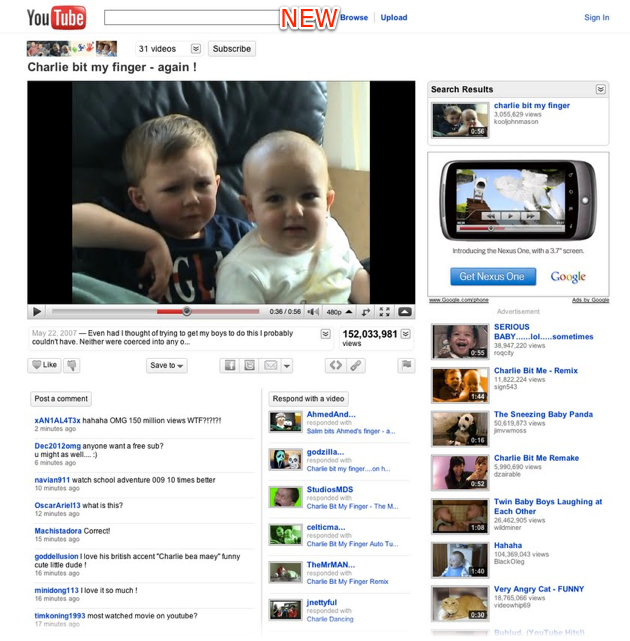 YouTube
NEW
Browse
Upload
Sign In
31 videos
Subscribe
Charlie bit my finger - again !
0:36 / 0:56
480p
May 22, 2007 — Even had I thought of trying to get my boys to do this I probably
couldn't have. Neither were coerced into any o...
152,033,981
views
Like
Save to
Post a comment
xAN1AL4T3x hahaha OMG 150 million views WTF?!?!?!
2 minutes ago
Dec2012omg anyone want a free sub?
u might as well.... :)
6 minutes ago
navian911 watch school adventure 009 10 times better
10 minutes ago
OscarAriel13 what is this?
12 minutes ago
Machistadora Correct!
15 minutes ago
goddellusion I love his british accent "Charlie bea maey" funny
cute little dude !
16 minutes ago
minidong113 I love it so much !
16 minutes ago
timkoning1993 most watched movie on youtube?
17 minutes ago
Respond with a video
AhmedAnd...
responded with
Salim bits Ahmed's finger - a...
godzilla...
responded with
Charlie bit my finger....on h...
StudiosMDS
responded with
Charlie Bit My Finger - The M...
celticma...
responded with
Charlie Bit My Finger Auto Tu...
TheMrMAN...
responded with
Charlie Bit My Finger Remix
jnettyful
responded with
Charlie Dancing
Search Results
charlie bit my finger
3,055,629 views
kooljohnmason
0:56
Introducing the Nexus One, with a 3.7" screen.
Get Nexus One
Google
www.Google.com/phone
Ads by Google
Advertisement
SERIOUS
BABY......lol.....sometimes
38,947,220 views
roqcity
0:55
Charlie Bit Me - Remix
11,822,224 views
sign543
1:44
The Sneezing Baby Panda
50,619,873 views
jimvwmoss
0:16
Charlie Bit Me Remake
5,990,690 views
dzairable
0:52
Twin Baby Boys Laughing at
Each Other
26,462,905 views
wildminer
1:08
Hahaha
104,369,043 views
BlackOleg
1:40
Very Angry Cat - FUNNY
18,765,066 views
videowhip69
0:30